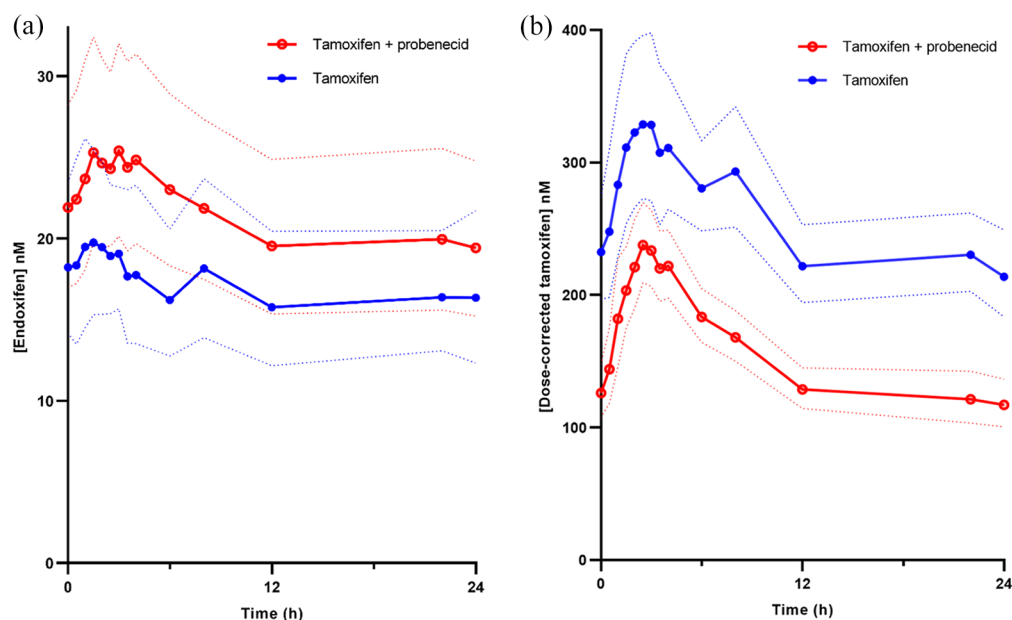 (a)
Tamoxifen + probenecid
Tamoxifen
[Endoxifen] nM
30
20
10
0
0
12
24
Time (h)
(b)
Tamoxifen + probenecid
Tamoxifen
[Dose-corrected tamoxifen] nM
400
300
200
100
0
0
12
24
Time (h)